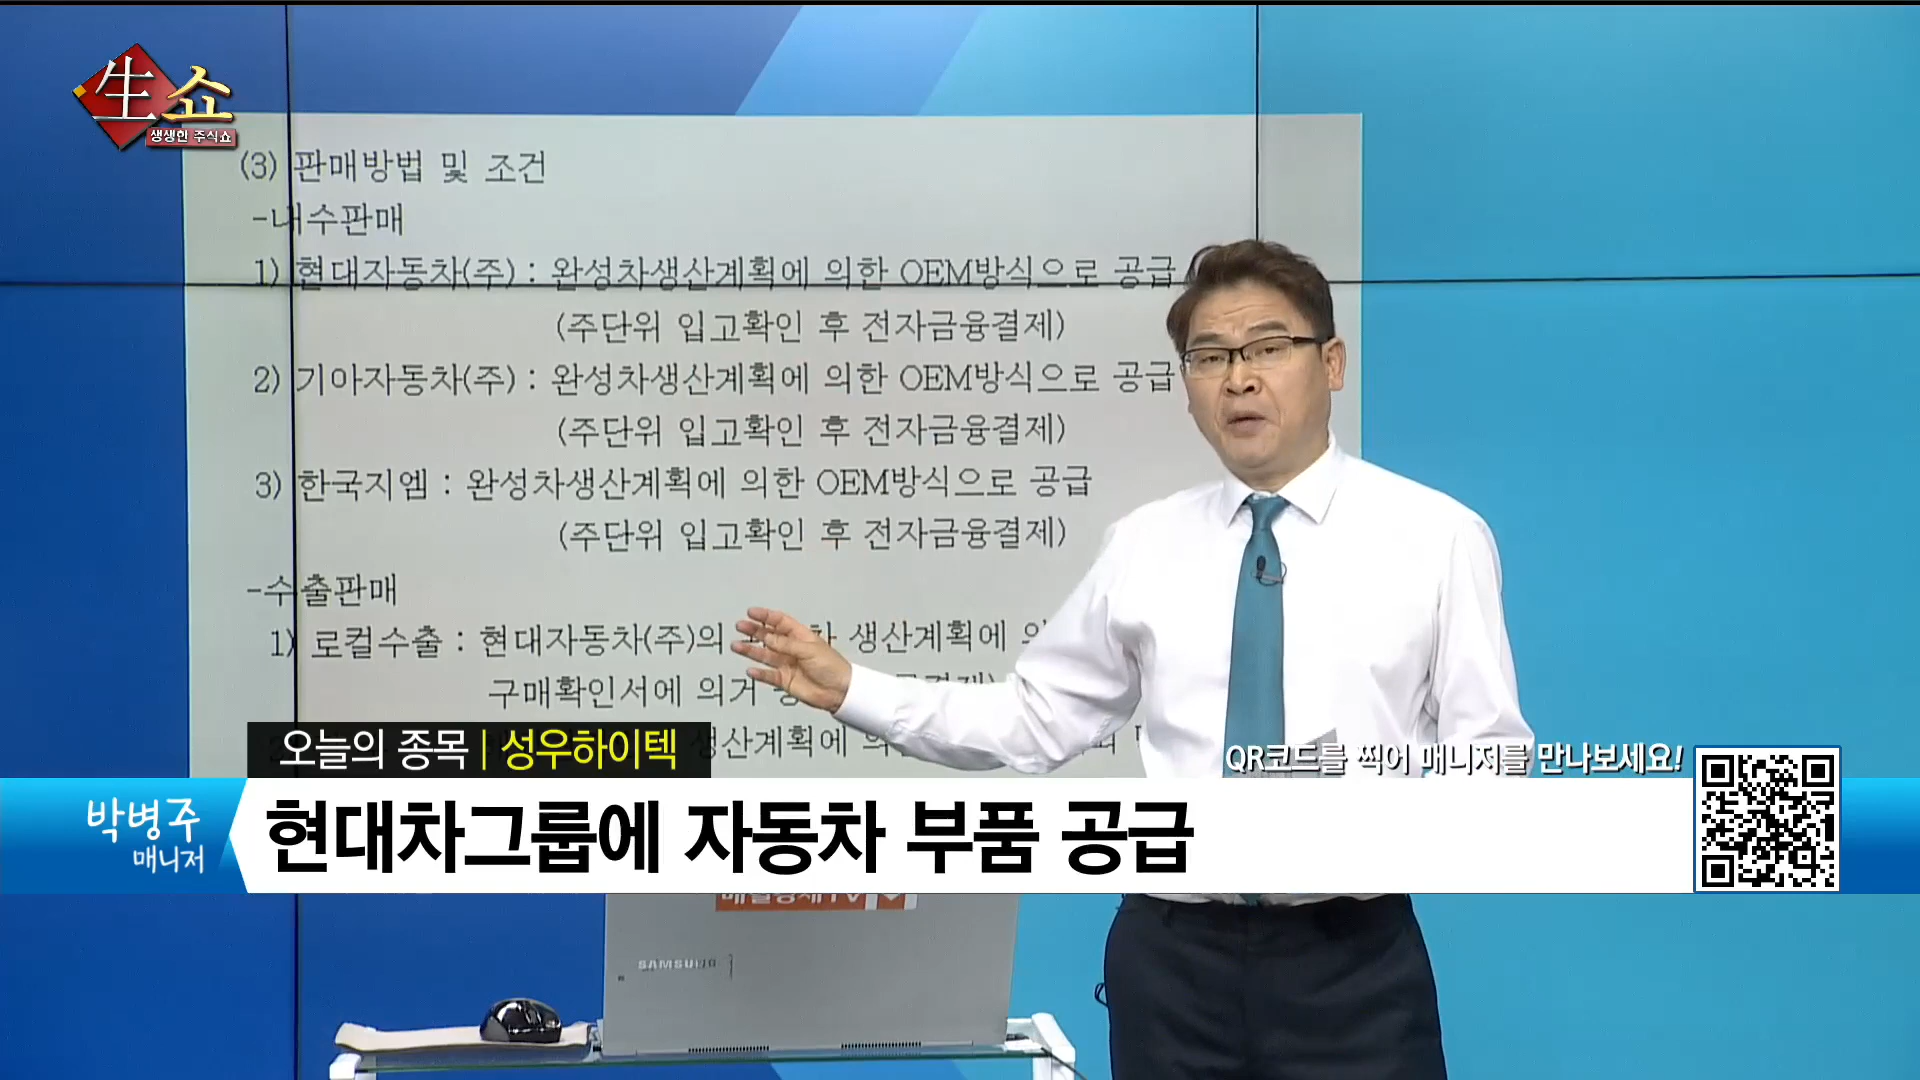 生쇼
생생한 주식쇼
(3) 판매방법 및 조건
-내수판매
1) 현대자동차(주) : 완성차생산계획에 의한 OEM방식으로 공급
(주단위 입고확인 후 전자금융결제)
2) 기아자동차(주) : 완성차생산계획에 의한 OEM방식으로 공급
(주단위 입고확인 후 전자금융결제)
3) 한국지엠 : 완성차생산계획에 의한 OEM방식으로 공급
(주단위 입고확인 후 전자금융결제)
-수출판매
1) 로컬수출 : 현대자동차(주)의 생산계획에
구매확인서에 의거
생산계획에
오늘의 종목 | 성우하이텍
QR코드를 찍어 매니저를 만나보세요!
박병주
매니저
현대차그룹에 자동차 부품 공급
매일경제TV
SAMSUNG